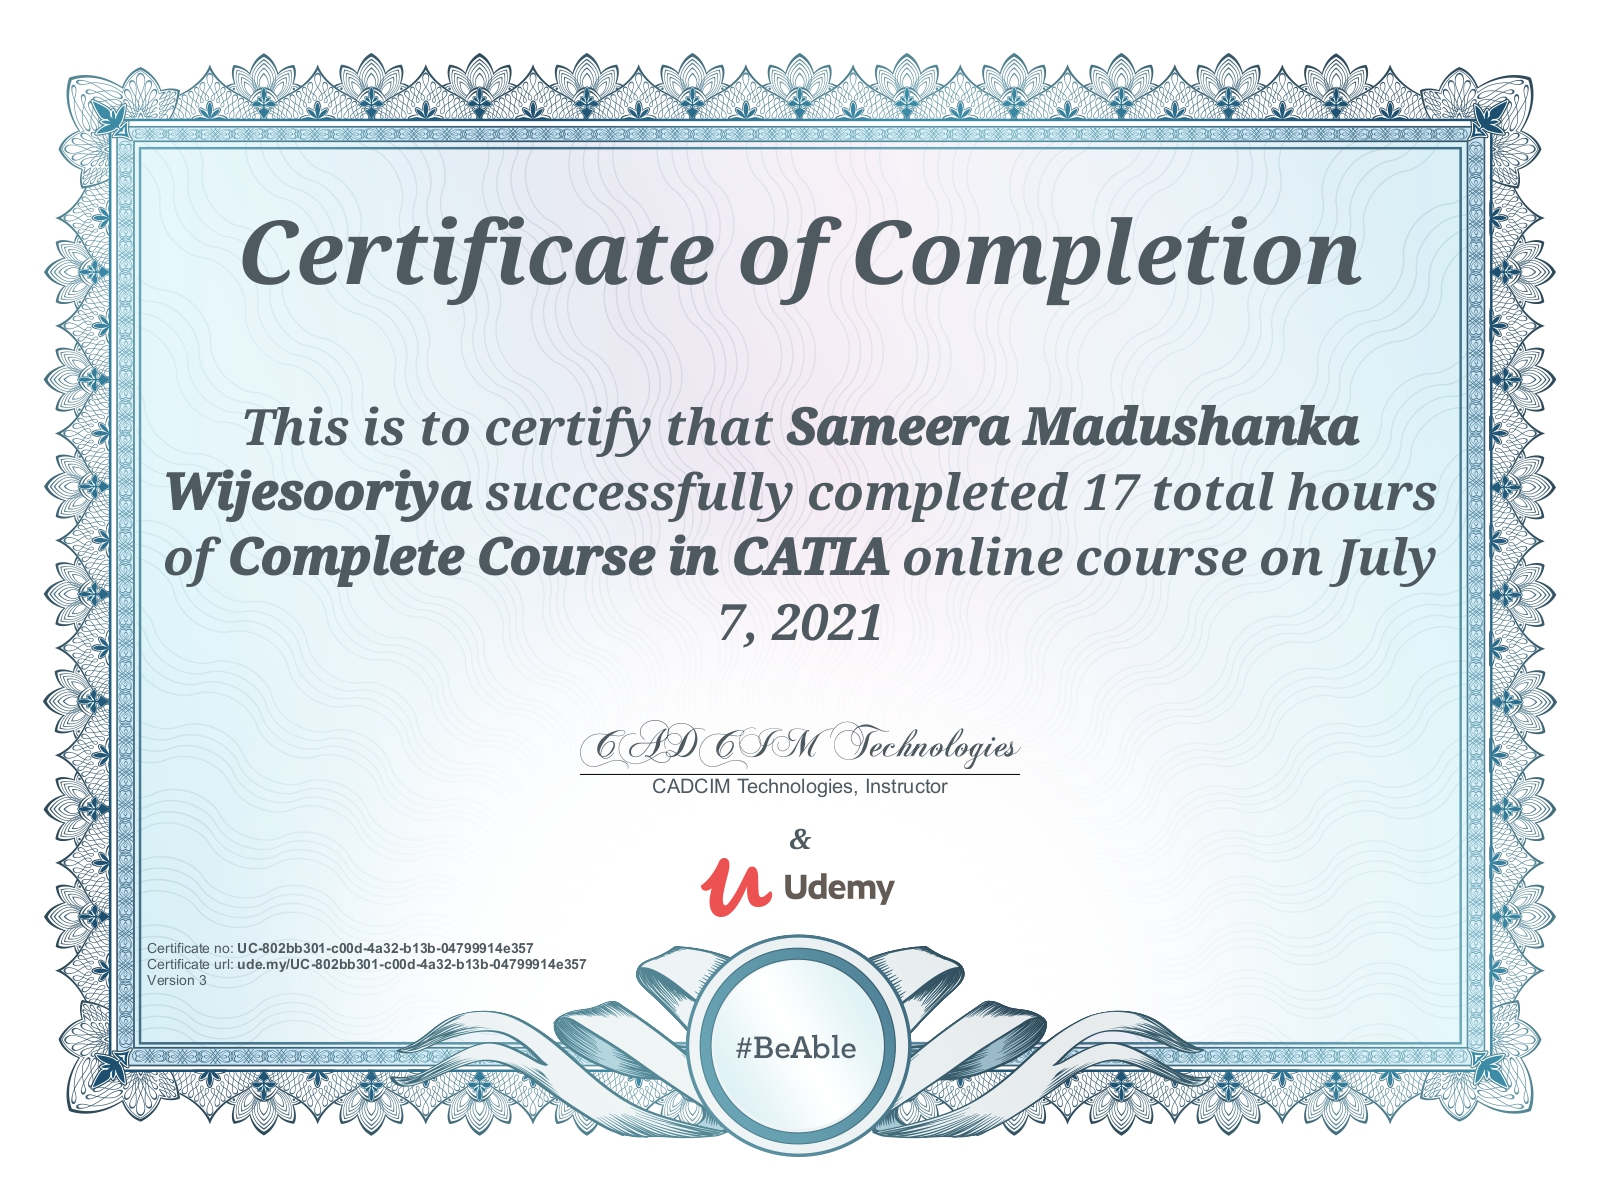 Certificate of Completion
This is to certify that Sameera Madushanka
Wijesooriya successfully completed 17 total hours
of Complete Course in CATIA online course on July
7, 2021
CADCIM Technologies
CADCIM Technologies, Instructor
&
Udemy
Certificate no: UC-802bb301-c00d-4a32-b13b-04799914e357
Certificate url: ude.my/UC-802bb301-c00d-4a32-b13b-04799914e357
Version 3
#BeAble